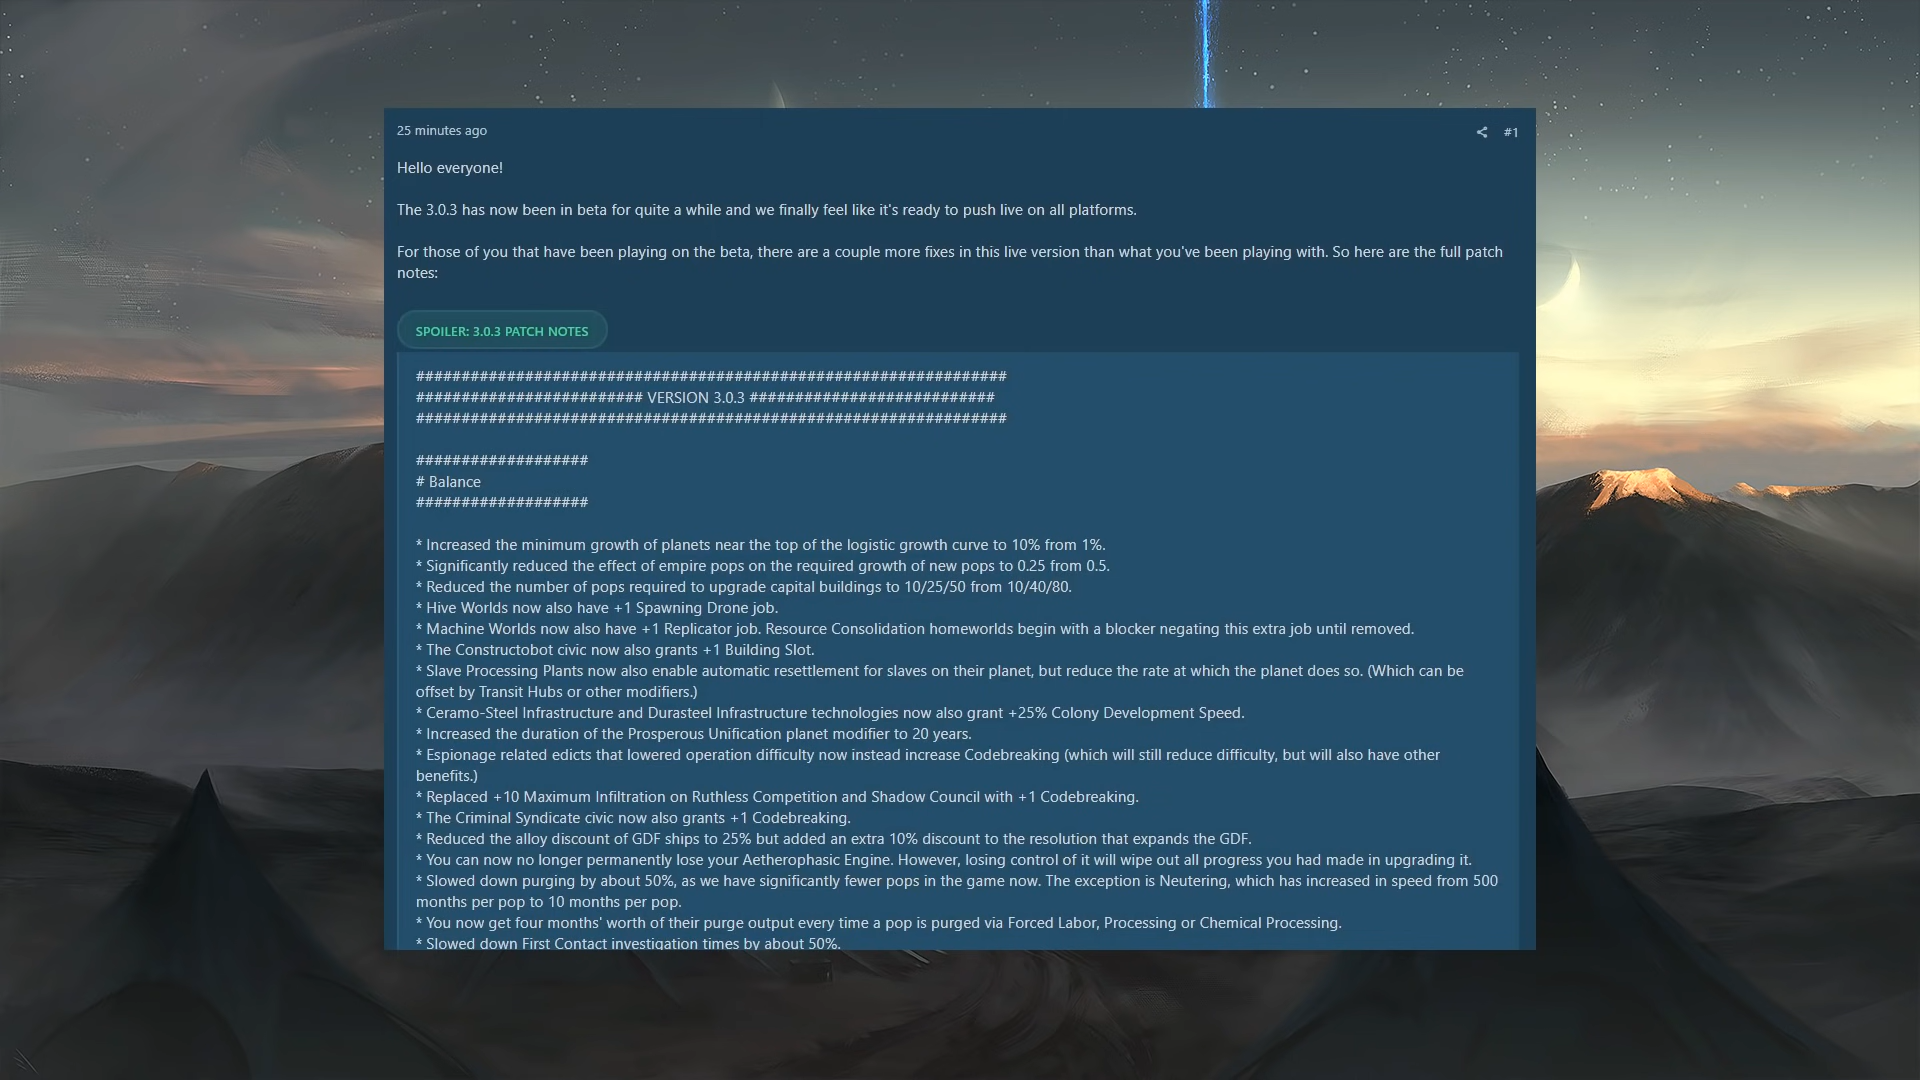 25 minutes ago
#1
Hello everyone!
The 3.0.3 has now been in beta for quite a while and we finally feel like it's ready to push live on all platforms.
For those of you that have been playing on the beta, there are a couple more fixes in this live version than what you've been playing with. So here are the full patch
notes:
SPOILER: 3.0.3 PATCH NOTES
#################################################################
######################### VERSION 3.0.3 ###########################
#################################################################
###################
# Balance
###################
* Increased the minimum growth of planets near the top of the logistic growth curve to 10% from 1%.
* Significantly reduced the effect of empire pops on the required growth of new pops to 0.25 from 0.5.
* Reduced the number of pops required to upgrade capital buildings to 10/25/50 from 10/40/80.
* Hive Worlds now also have +1 Spawning Drone job.
* Machine Worlds now also have +1 Replicator job. Resource Consolidation homeworlds begin with a blocker negating this extra job until removed.
* The Constructobot civic now also grants +1 Building Slot.
* Slave Processing Plants now also enable automatic resettlement for slaves on their planet, but reduce the rate at which the planet does so. (Which can be
offset by Transit Hubs or other modifiers.)
* Ceramo-Steel Infrastructure and Durasteel Infrastructure technologies now also grant +25% Colony Development Speed.
* Increased the duration of the Prosperous Unification planet modifier to 20 years.
* Espionage related edicts that lowered operation difficulty now instead increase Codebreaking (which will still reduce difficulty, but will also have other
benefits.)
* Replaced +10 Maximum Infiltration on Ruthless Competition and Shadow Council with +1 Codebreaking.
* The Criminal Syndicate civic now also grants +1 Codebreaking.
* Reduced the alloy discount of GDF ships to 25% but added an extra 10% discount to the resolution that expands the GDF.
* You can now no longer permanently lose your Aetherophasic Engine. However, losing control of it will wipe out all progress you had made in upgrading it.
* Slowed down purging by about 50%, as we have significantly fewer pops in the game now. The exception is Neutering, which has increased in speed from 500
months per pop to 10 months per pop.
* You now get four months' worth of their purge output every time a pop is purged via Forced Labor, Processing or Chemical Processing.
* Slowed down First Contact investigation times by about 50%.